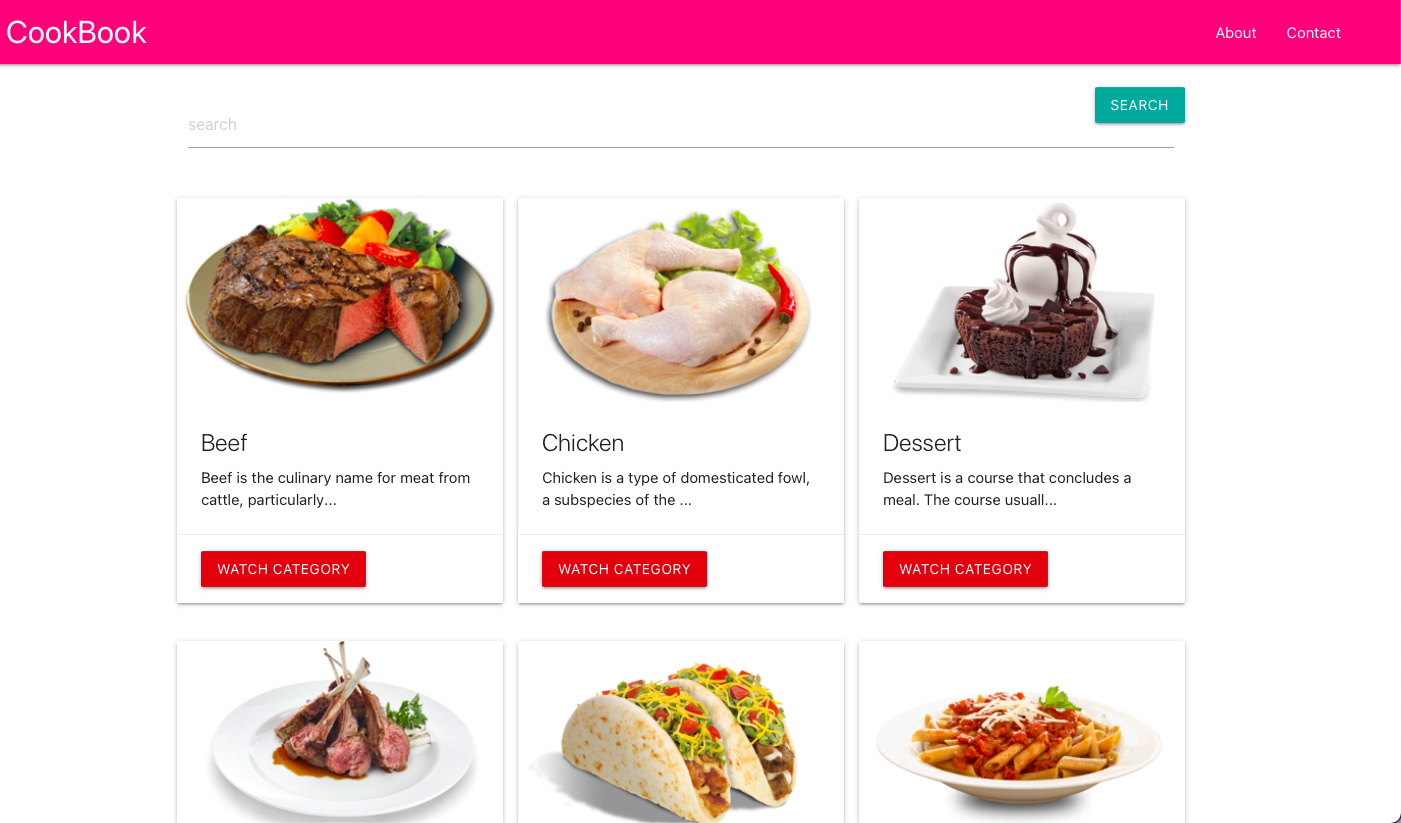 CookBook
About
Contact
SEARCH
search
Beef
Beef is the culinary name for meat from
cattle, particularly...
WATCH CATEGORY
Chicken
Chicken is a type of domesticated fowl,
a subspecies of the ...
WATCH CATEGORY
Dessert
Dessert is a course that concludes a
meal. The course usuall...
WATCH CATEGORY